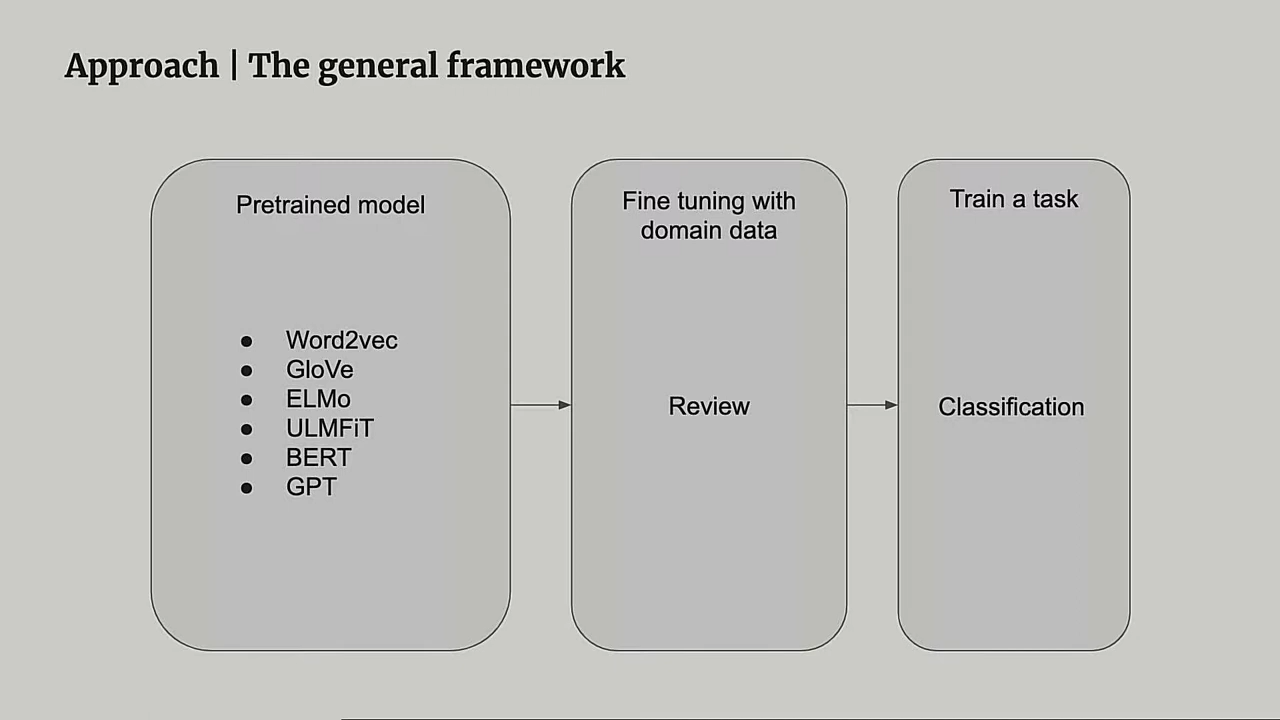 Approach | The general framework
Pretrained model
● Word2vec
● GloVe
● ELMo
● ULMFiT
● BERT
● GPT
Fine tuning with
domain data
Review
Train a task
Classification